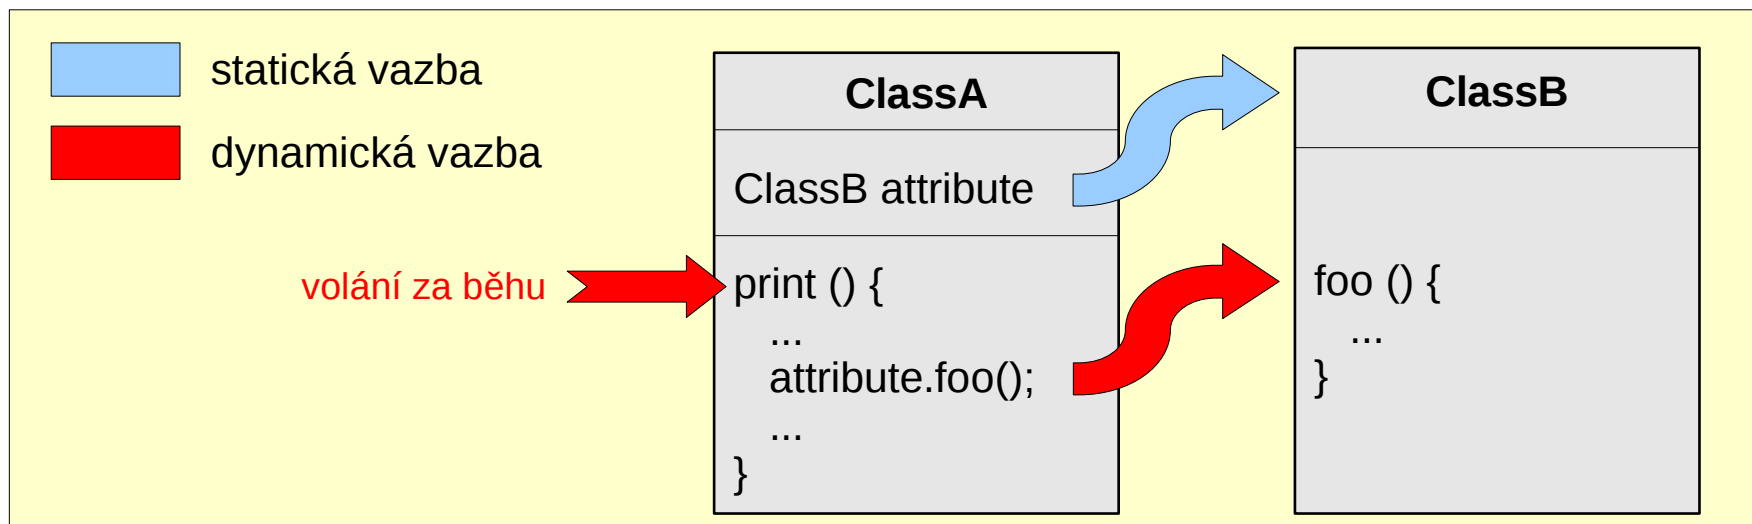 statická vazba
dynamická vazba
volání za běhu
ClassA
ClassB attribute
print () {
...
attribute.foo();
...
}
ClassB
foo () {
...
}